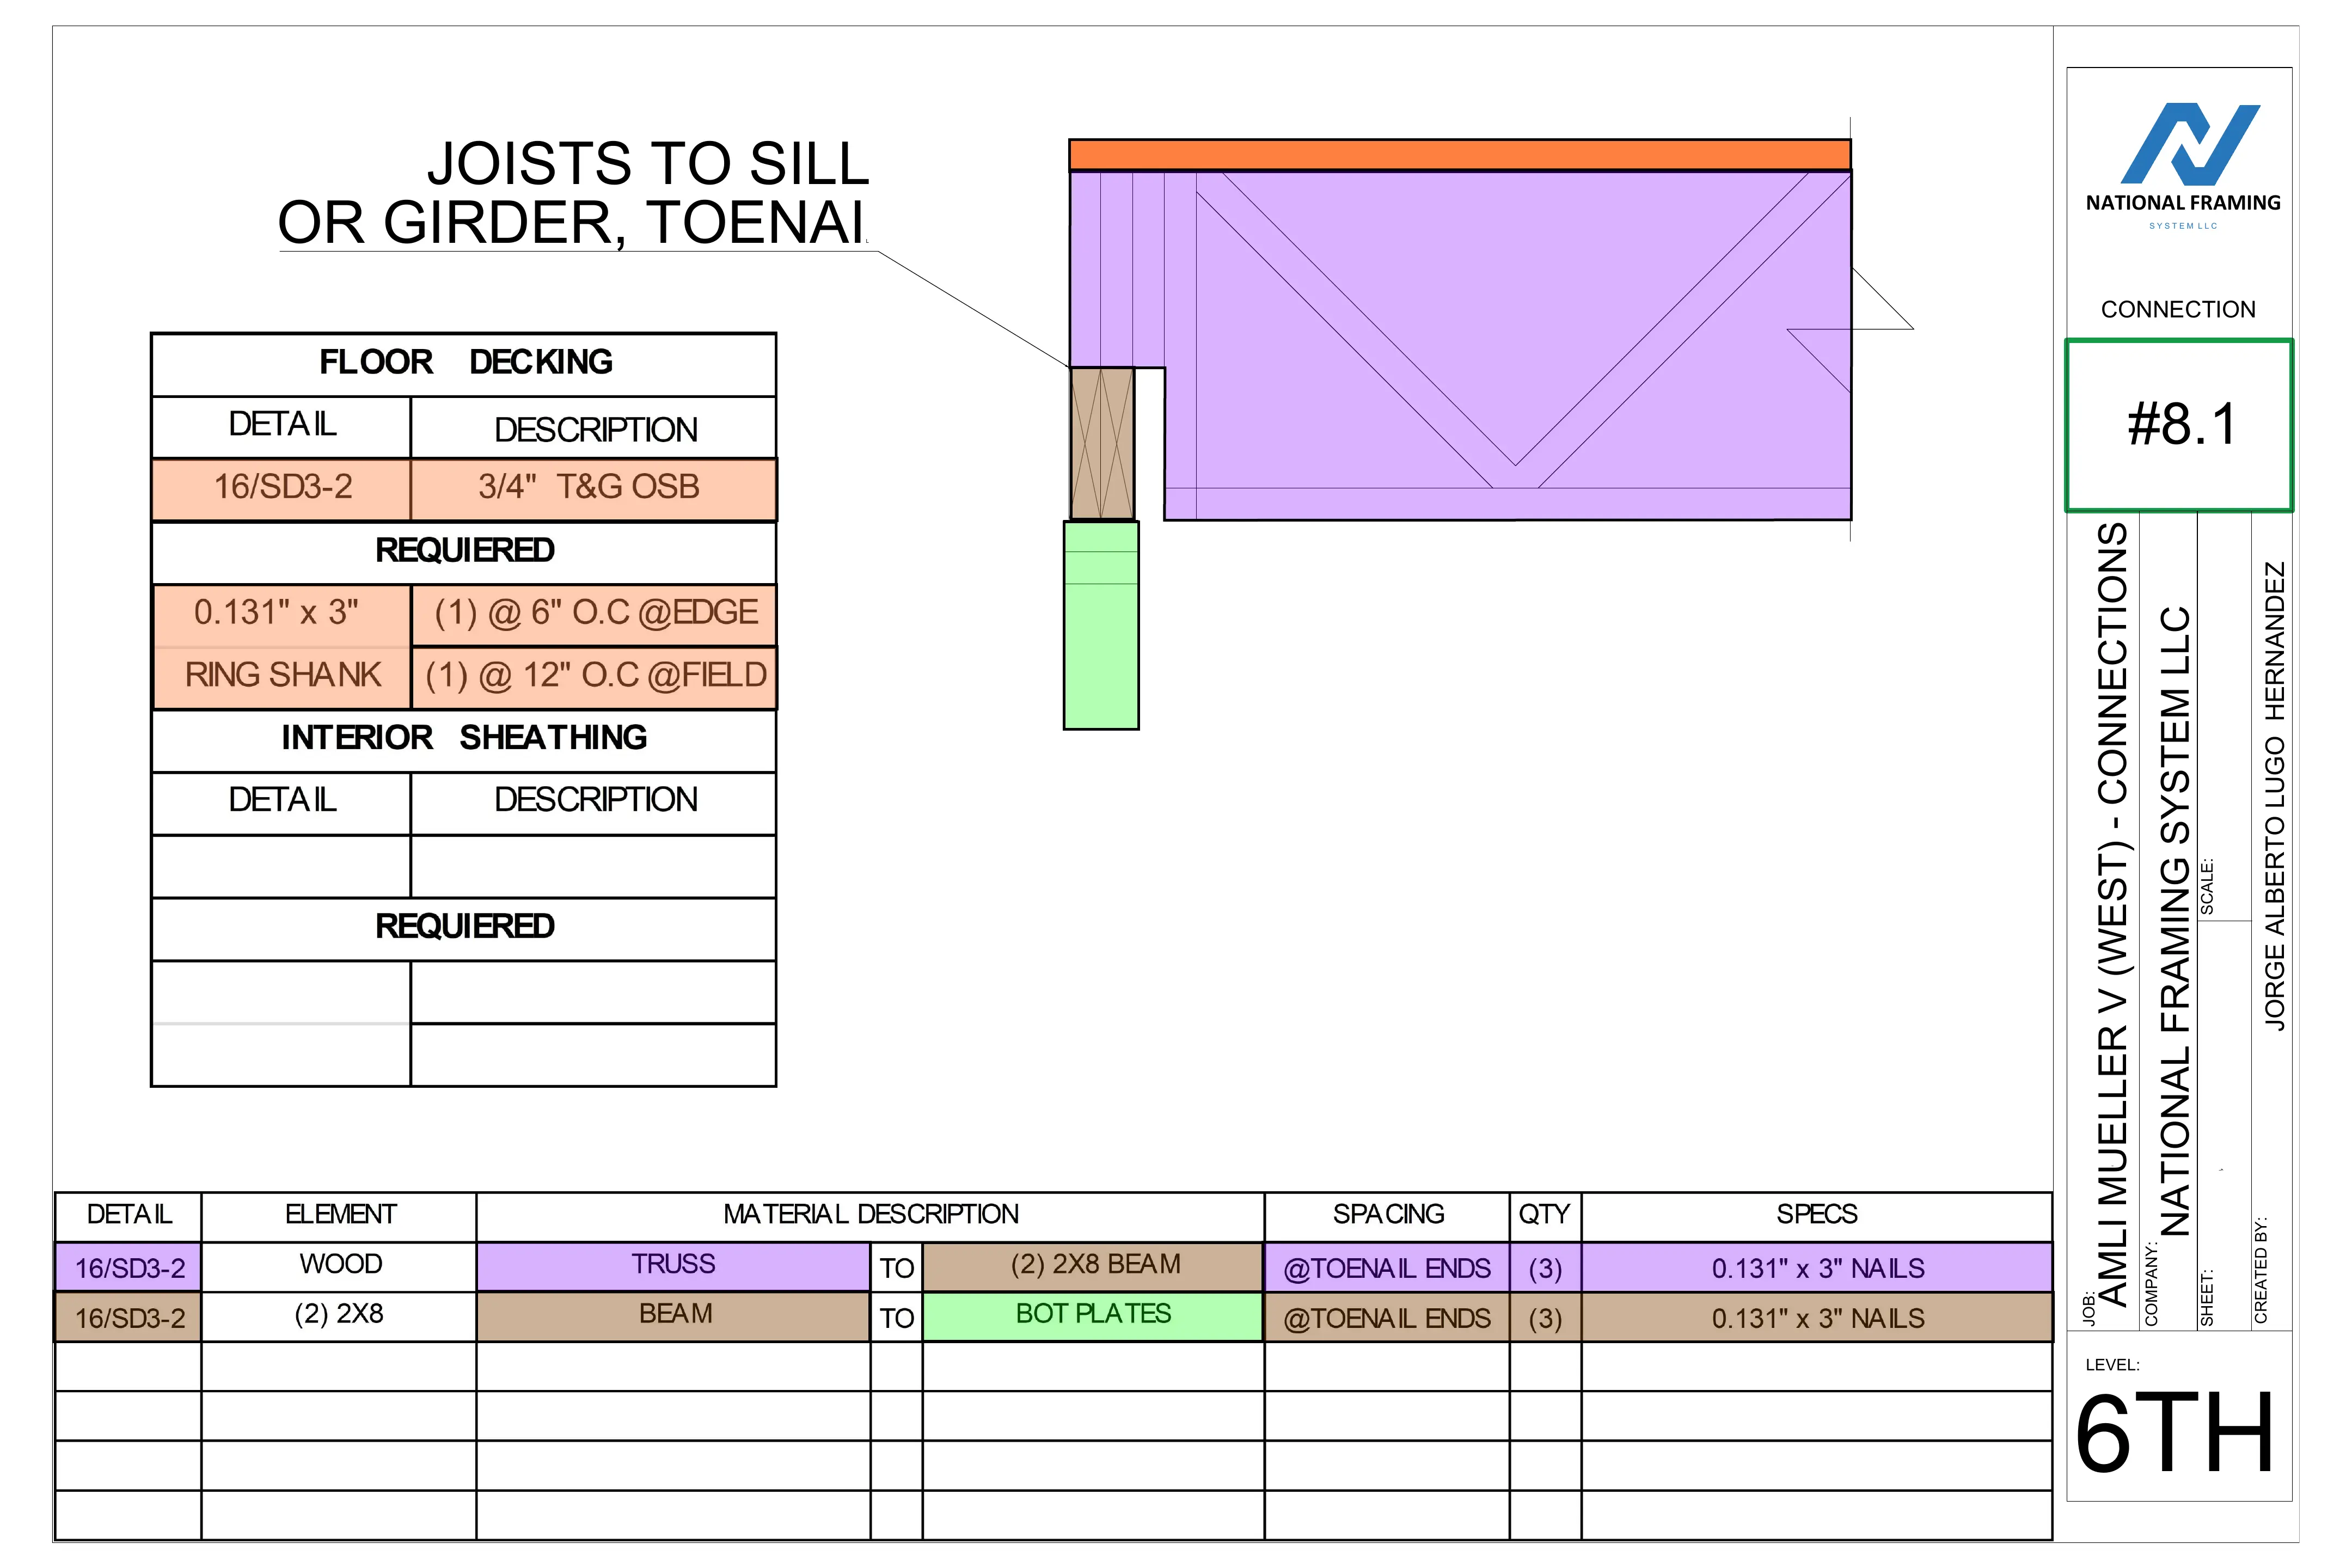 JOISTS TO SILL
OR GIRDER, TOENAIL
FLOOR DECKING
DETAIL DESCRIPTION
16/SD3-2 3/4" T&G OSB
REQUIERED
0.131" x 3" (1) @ 6" O.C @EDGE
RING SHANK (1) @ 12" O.C @FIELD
INTERIOR SHEATHING
DETAIL DESCRIPTION
REQUIERED
DETAIL ELEMENT MATERIAL DESCRIPTION SPACING QTY SPECS
16/SD3-2 WOOD TRUSS TO (2) 2X8 BEAM @TOENAIL ENDS (3) 0.131" x 3" NAILS
16/SD3-2 (2) 2X8 BEAM TO BOT PLATES @TOENAIL ENDS (3) 0.131" x 3" NAILS
NATIONAL FRAMING
SYSTEM LLC
CONNECTION
#8.1
JOB: AMLI MUELLER V (WEST) - CONNECTIONS
COMPANY: NATIONAL FRAMING SYSTEM LLC
SHEET:
SCALE:
CREATED BY: JORGE ALBERTO LUGO HERNANDEZ
LEVEL:
6TH